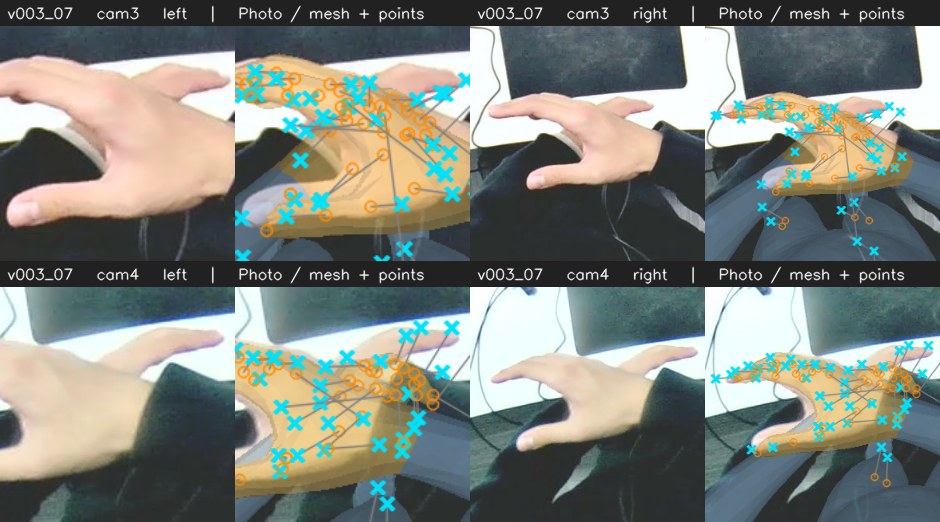 v003_07 cam3 left | Photo / mesh + points
v003_07 cam3 right | Photo / mesh + points
v003_07 cam4 left | Photo / mesh + points
v003_07 cam4 right | Photo / mesh + points